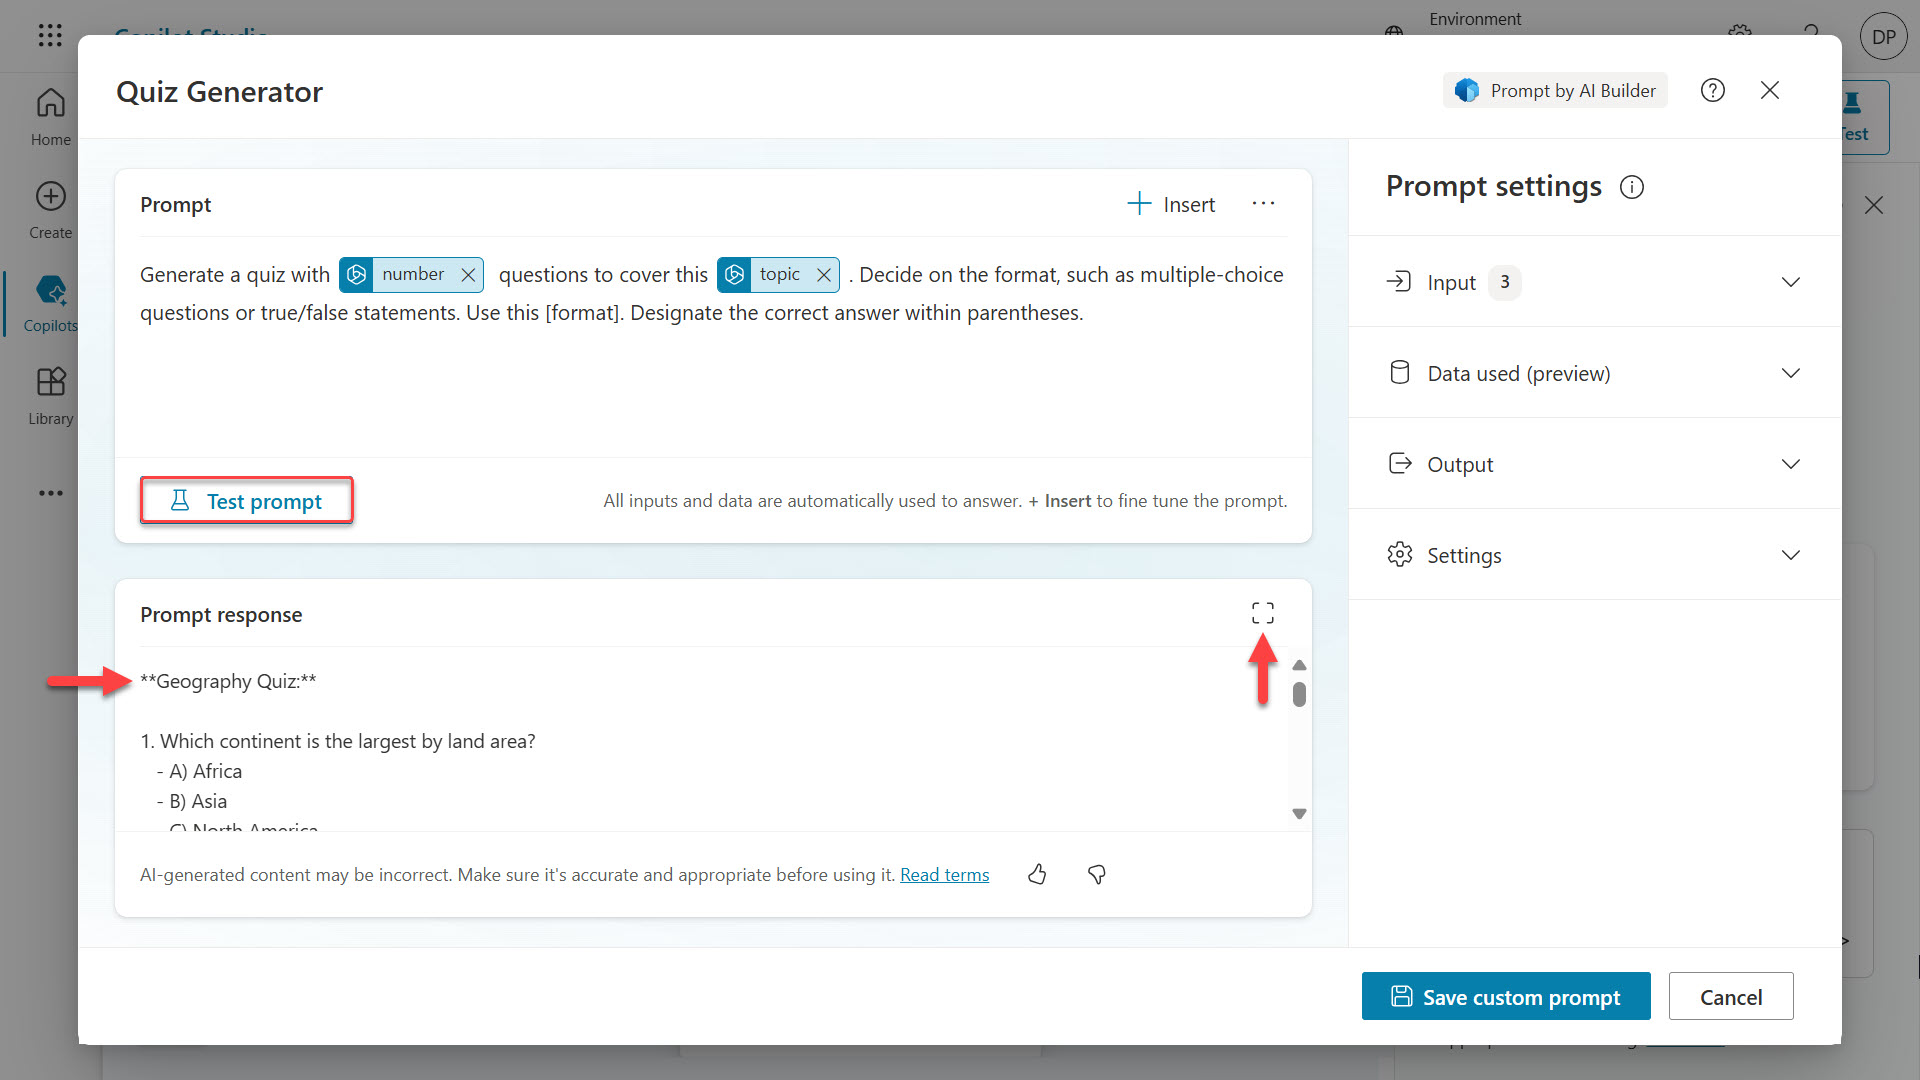 Copilot Studio
Environment
DP
Home
Create
Copilots
Library
Test
Quiz Generator
Prompt by AI Builder
Prompt
Insert
Generate a quiz with number questions to cover this topic . Decide on the format, such as multiple-choice
questions or true/false statements. Use this [format]. Designate the correct answer within parentheses.
Test prompt
All inputs and data are automatically used to answer. + Insert to fine tune the prompt.
Prompt response
**Geography Quiz:**
1. Which continent is the largest by land area?
- A) Africa
- B) Asia
C) North America
AI-generated content may be incorrect. Make sure it's accurate and appropriate before using it. Read terms
Prompt settings
Input 3
Data used (preview)
Output
Settings
Save custom prompt
Cancel